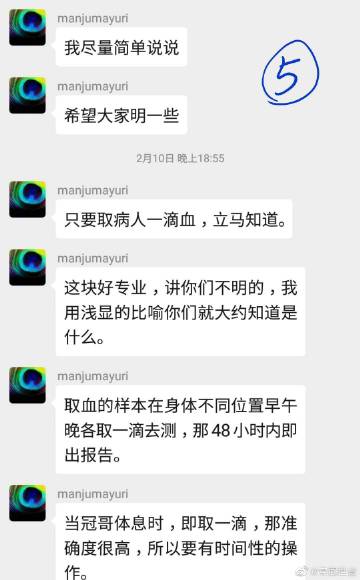 manjumayuri
我尽量简单说说
5
manjumayuri
希望大家明一些
2月10日 晚上18:55
manjumayuri
只要取病人一滴血，立马知道。
manjumayuri
这块好专业，讲你们不明的，我
用浅显的比喻你们就大约知道是
什么。
manjumayuri
取血的样本在身体不同位置早午
晚各取一滴去测，那48小时内即
出报告。
manjumayuri
当冠哥体息时，即取一滴，那准
确度很高，所以要有时间性的操
作。